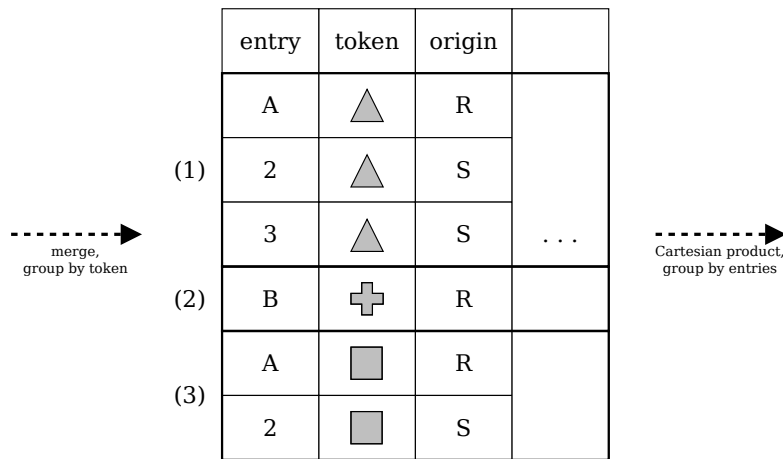 entry token origin
A R
(1) 2 S
3 S . . .
merge,
group by token
Cartesian product,
group by entries
(2) B R
A R
(3)
2 S